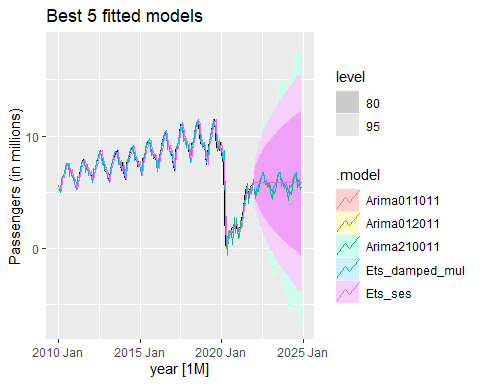 Best 5 fitted models
Passengers (in millions)
10
0
2010 Jan
2015 Jan
2020 Jan
2025 Jan
year [1M]
level
80
95
.model
Arima011011
Arima012011
Arima210011
Ets_damped_mul
Ets_ses